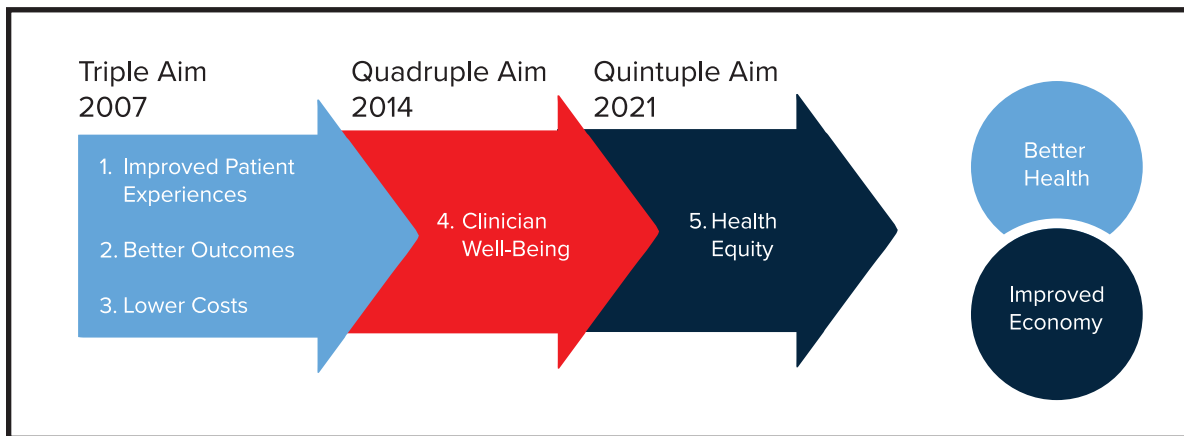 Triple Aim
2007
1. Improved Patient
Experiences
2. Better Outcomes
3. Lower Costs
Quadruple Aim
2014
4. Clinician
Well-Being
Quintuple Aim
2021
5. Health
Equity
Better
Health
Improved
Economy